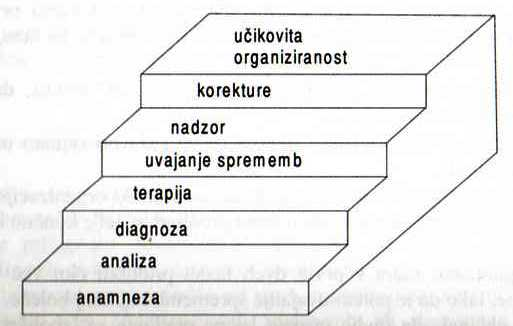 učikovita
organiziranost
korekture
nadzor
uvajanje sprememb
terapija
diagnoza
analiza
anamneza